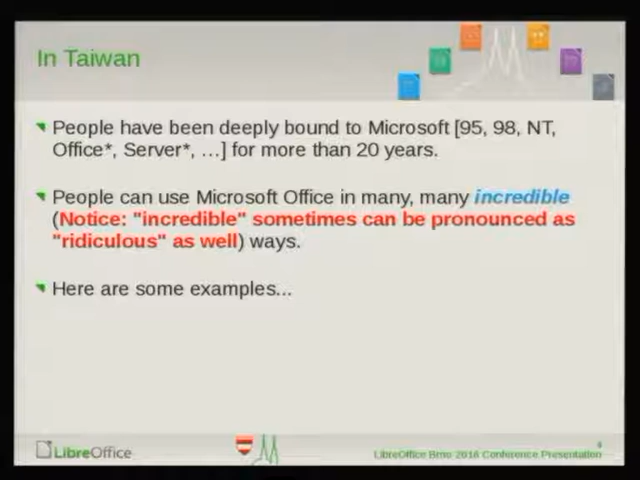 In Taiwan
People have been deeply bound to Microsoft [95, 98, NT,
Office*, Server*, …] for more than 20 years.
People can use Microsoft Office in many, many incredible
(Notice: "incredible" sometimes can be pronounced as
"ridiculous" as well) ways.
Here are some examples...
LibreOffice
4
LibreOffice Brno 2016 Conference Presentation